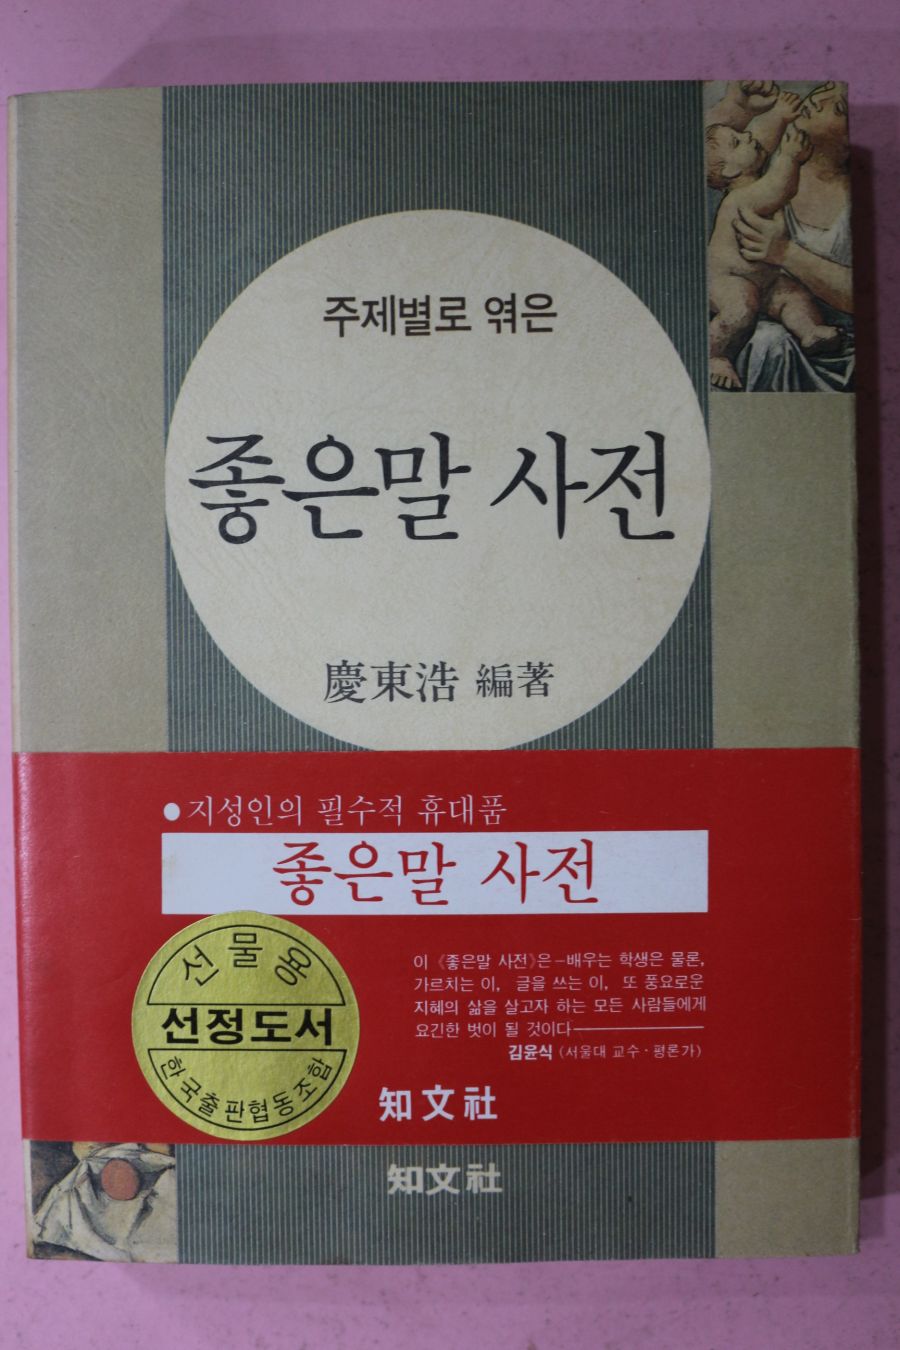 주제별로 엮은
좋은말 사전
慶東浩 編著
● 지성인의 필수적 휴대품
좋은말 사전
선물용
선정도서
한국출판협동조합
이 《좋은말 사전》은 – 배우는 학생은 물론,
가르치는 이, 글을 쓰는 이, 또 풍요로운
지혜의 삶을 살고자 하는 모든 사람들에게
요긴한 벗이 될 것이다―
김윤식 (서울대 교수·평론가)
知文社
知文社